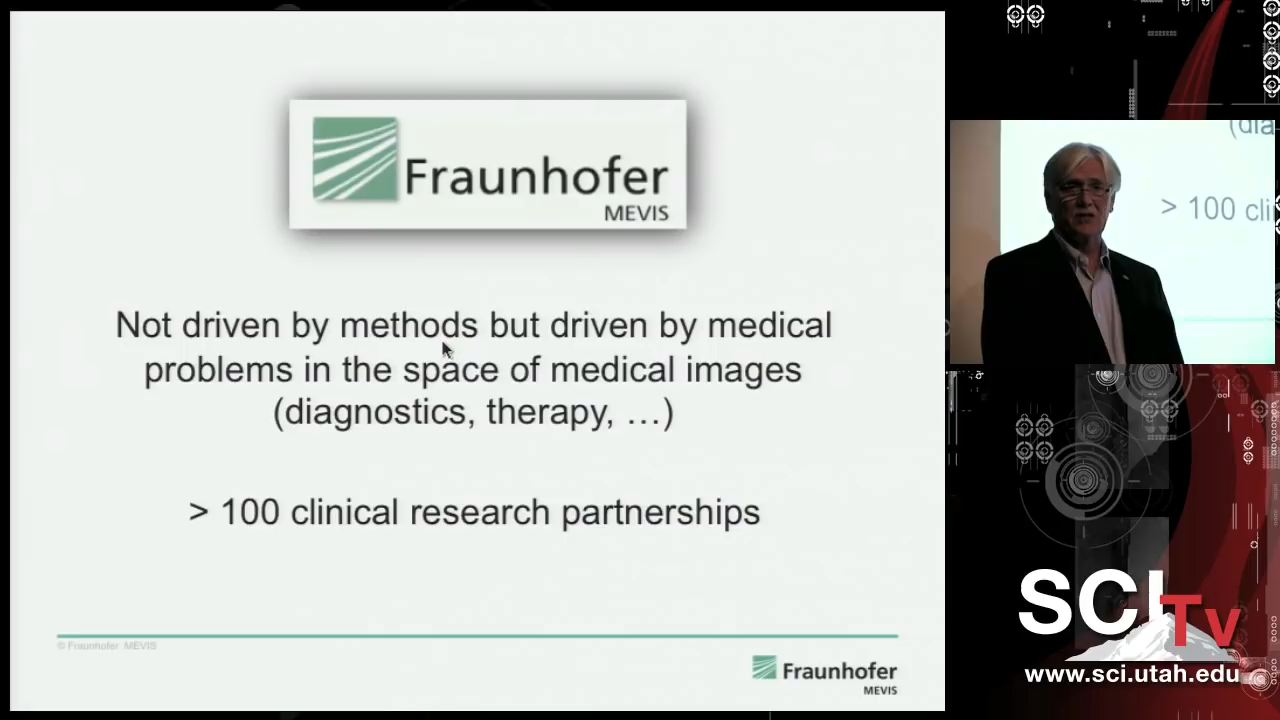 Fraunhofer
MEVIS
Not driven by methods but driven by medical
problems in the space of medical images
(diagnostics, therapy, …)
> 100 clinical research partnerships
© Fraunhofer MEVIS
Fraunhofer
MEVIS
(dia
> 100 cli
SCI
Tv
www.sci.utah.edu